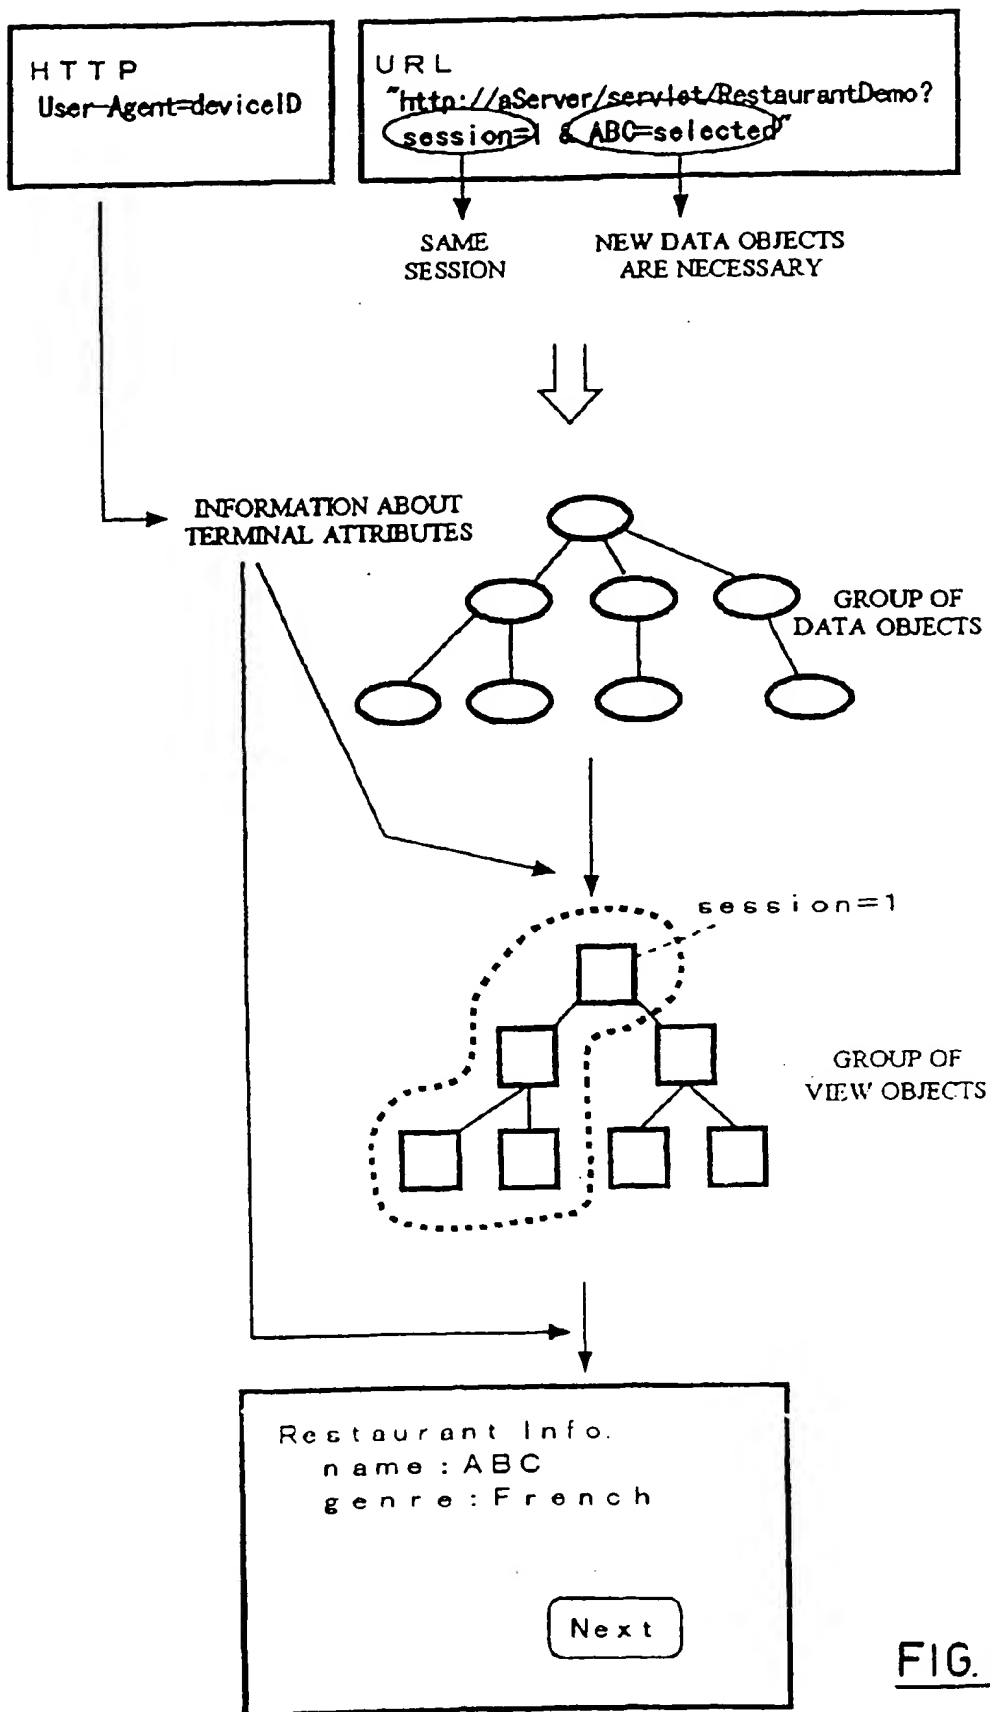 HTTP
User-Agent=deviceID
URL
"http://aServer/servlet/RestaurantDemo?
session=1 & ABC=selected"
SAME
SESSION
NEW DATA OBJECTS
ARE NECESSARY
INFORMATION ABOUT
TERMINAL ATTRIBUTES
GROUP OF
DATA OBJECTS
session=1
GROUP OF
VIEW OBJECTS
Restaurant Info.
name:ABC
genre:French
Next
FIG.